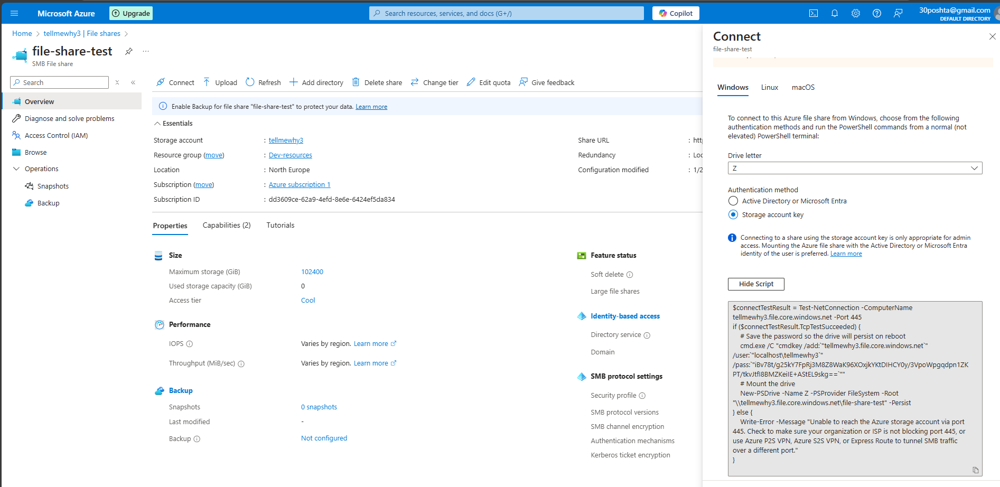 Microsoft Azure
Upgrade
Search resources, services, and docs (G+/)
Copilot
30poshta@gmail.com
DEFAULT DIRECTORY
Home > tellmewhy3 | File shares >
file-share-test
...
SMB File share
Search
Overview
Diagnose and solve problems
Access Control (IAM)
Browse
Operations
Snapshots
Backup
Connect Upload Refresh Add directory Delete share Change tier Edit quota Give feedback
Enable Backup for file share "file-share-test" to protect your data. Learn more
Essentials
Storage account : tellmewhy3
Resource group (move) : Dev-resources
Location : North Europe
Subscription (move) : Azure subscription 1
Subscription ID : dd3609ce-62a9-4efd-8e6e-6424ef5da834
Share URL :
Redundancy :
Configuration modified : 1/2
Properties Capabilities (2) Tutorials
Size
Maximum storage (GiB) 102400
Used storage capacity (GiB) 0
Access tier Cool
Performance
IOPS Varies by region. Learn more
Throughput (MiB/sec) Varies by region. Learn more
Backup
Snapshots 0 snapshots
Last modified -
Backup Not configured
Feature status
Soft delete
Large file shares
Identity-based access
Directory service
Domain
SMB protocol settings
Security profile
SMB protocol versions
SMB channel encryption
Authentication mechanisms
Kerberos ticket encryption
Connect
file-share-test
Windows Linux macOS
To connect to this Azure file share from Windows, choose from the following
authentication methods and run the PowerShell commands from a normal (not
elevated) PowerShell terminal:
Drive letter
Z
Authentication method
Active Directory or Microsoft Entra
Storage account key
Connecting to a share using the storage account key is only appropriate for admin
access. Mounting the Azure file share with the Active Directory or Microsoft Entra
identity of the user is preferred. Learn more
Hide Script
$connectTestResult = Test-NetConnection -ComputerName
tellmewhy3.file.core.windows.net -Port 445
if ($connectTestResult.TcpTestSucceeded) {
# Save the password so the drive will persist on reboot
cmd.exe /C "cmdkey /add:`"tellmewhy3.file.core.windows.net`"
/user:`"localhost\tellmewhy3`"
/pass:`"
`""
# Mount the drive
New-PSDrive -Name Z -PSProvider FileSystem -Root
"\\tellmewhy3.file.core.windows.net\file-share-test" -Persist
} else {
Write-Error -Message "Unable to reach the Azure storage account via port
445. Check to make sure your organization or ISP is not blocking port 445, or
use Azure P2S VPN, Azure S2S VPN, or Express Route to tunnel SMB traffic
over a different port."
}